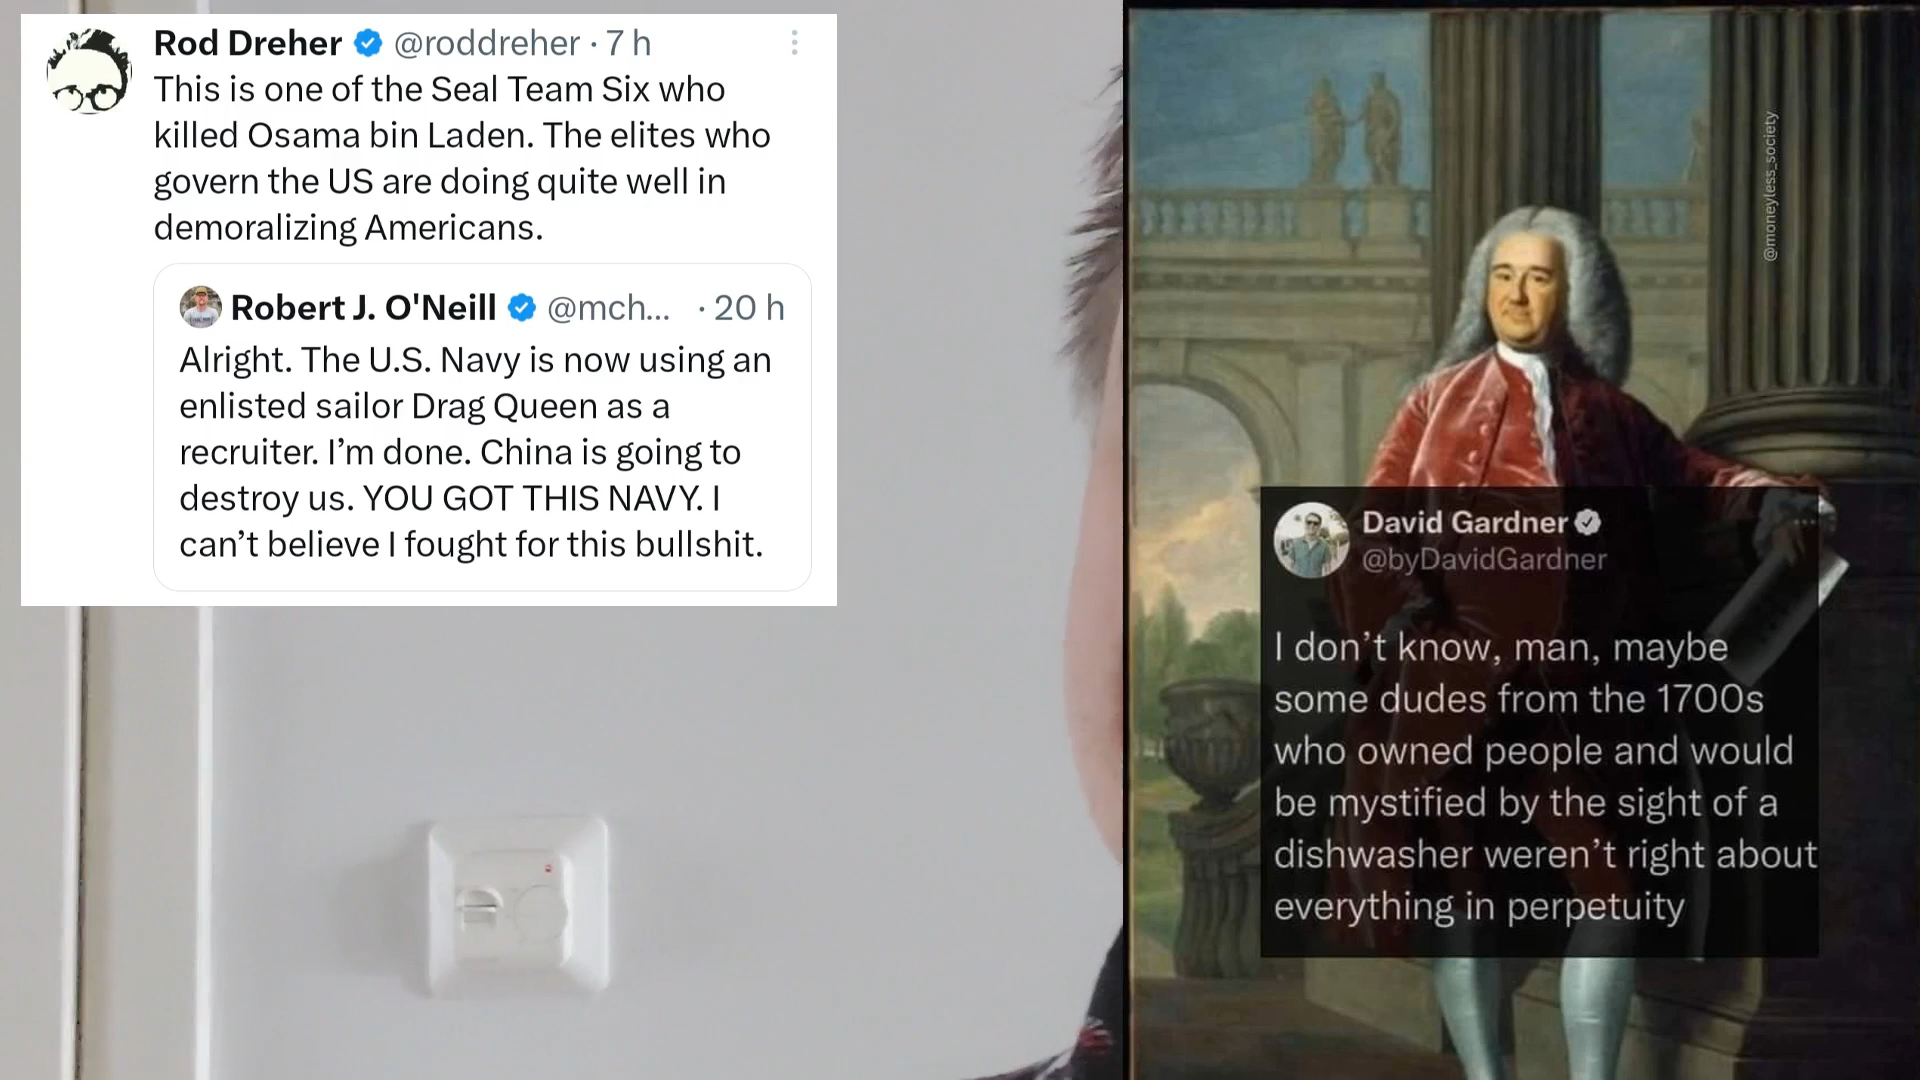 Rod Dreher @roddreher · 7 h
This is one of the Seal Team Six who
killed Osama bin Laden. The elites who
govern the US are doing quite well in
demoralizing Americans.
Robert J. O'Neill @mch... · 20 h
Alright. The U.S. Navy is now using an
enlisted sailor Drag Queen as a
recruiter. I’m done. China is going to
destroy us. YOU GOT THIS NAVY. I
can’t believe I fought for this bullshit.
@moneyless_society
David Gardner
@byDavidGardner
I don’t know, man, maybe
some dudes from the 1700s
who owned people and would
be mystified by the sight of a
dishwasher weren’t right about
everything in perpetuity